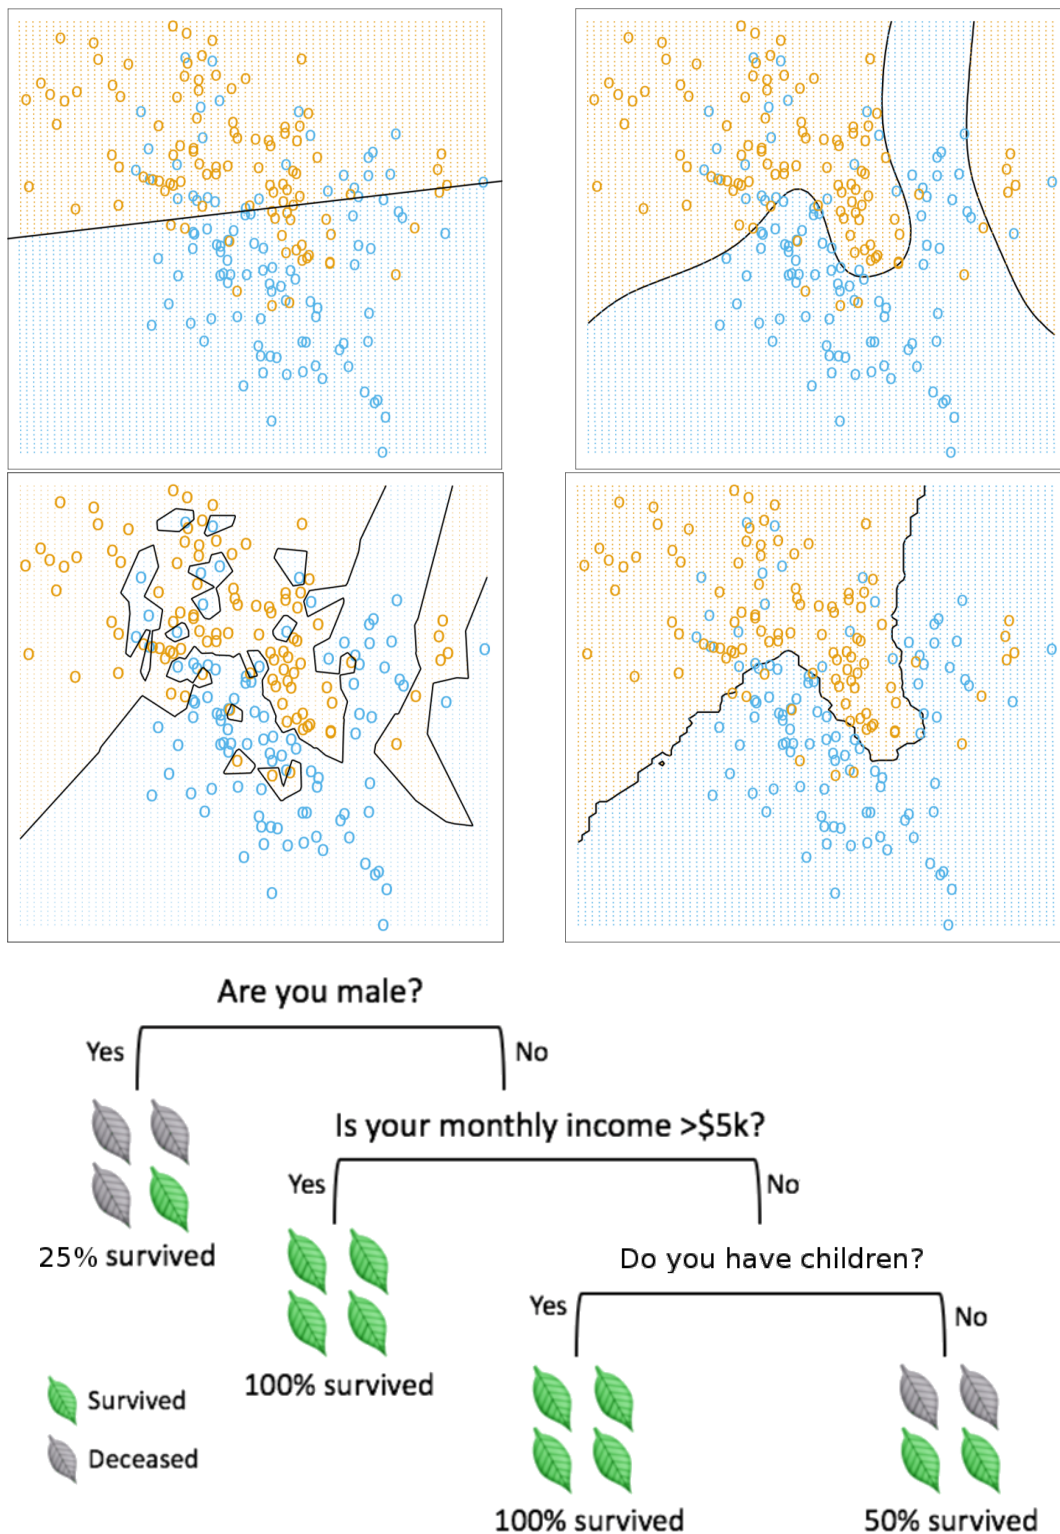 Are you male?
Yes
No
Is your monthly income >$5k?
Yes
No
25% survived
Do you have children?
Yes
No
100% survived
Survived
Deceased
100% survived
50% survived